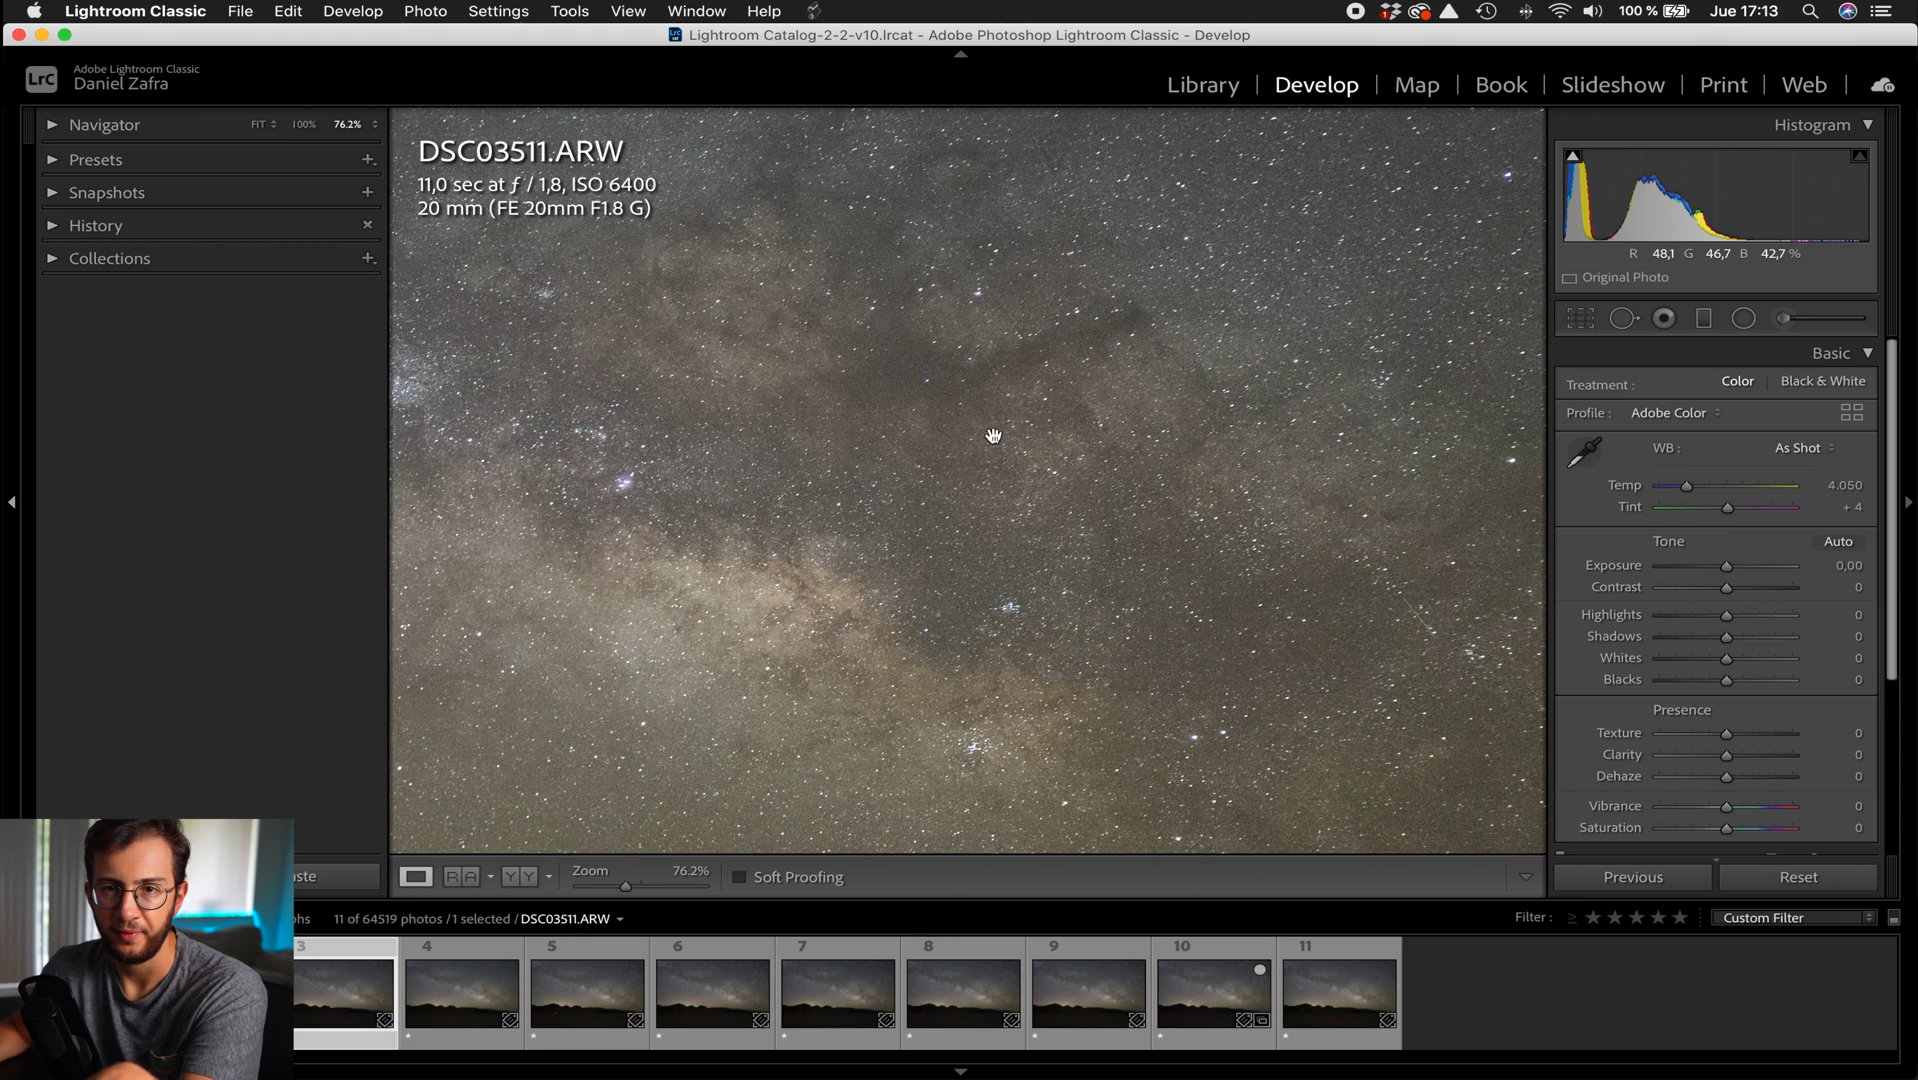 Lightroom Classic File Edit Develop Photo Settings Tools View Window Help 1 100 % Jue 17:13
Lightroom Catalog-2-2-v10.lrcat - Adobe Photoshop Lightroom Classic - Develop
LrC Adobe Lightroom Classic
Daniel Zafra
Library Develop Map Book Slideshow Print Web
Navigator FIT 100% 76.2%
Presets
Snapshots
History
Collections
DSC03511.ARW
11,0 sec at ƒ / 1,8, ISO 6400
20 mm (FE 20mm F1.8 G)
Histogram
R 48,1 G 46,7 B 42,7 %
Original Photo
Basic
Treatment : Color Black & White
Profile : Adobe Color
WB : As Shot
Temp 4.050
Tint + 4
Tone Auto
Exposure 0,00
Contrast 0
Highlights 0
Shadows 0
Whites 0
Blacks 0
Presence
Texture 0
Clarity 0
Dehaze 0
Vibrance 0
Saturation 0
Previous Reset
ste R A Y Y Zoom 76.2% Soft Proofing
phs 11 of 64519 photos / 1 selected / DSC03511.ARW Filter : Custom Filter
3 4 5 6 7 8 9 10 11